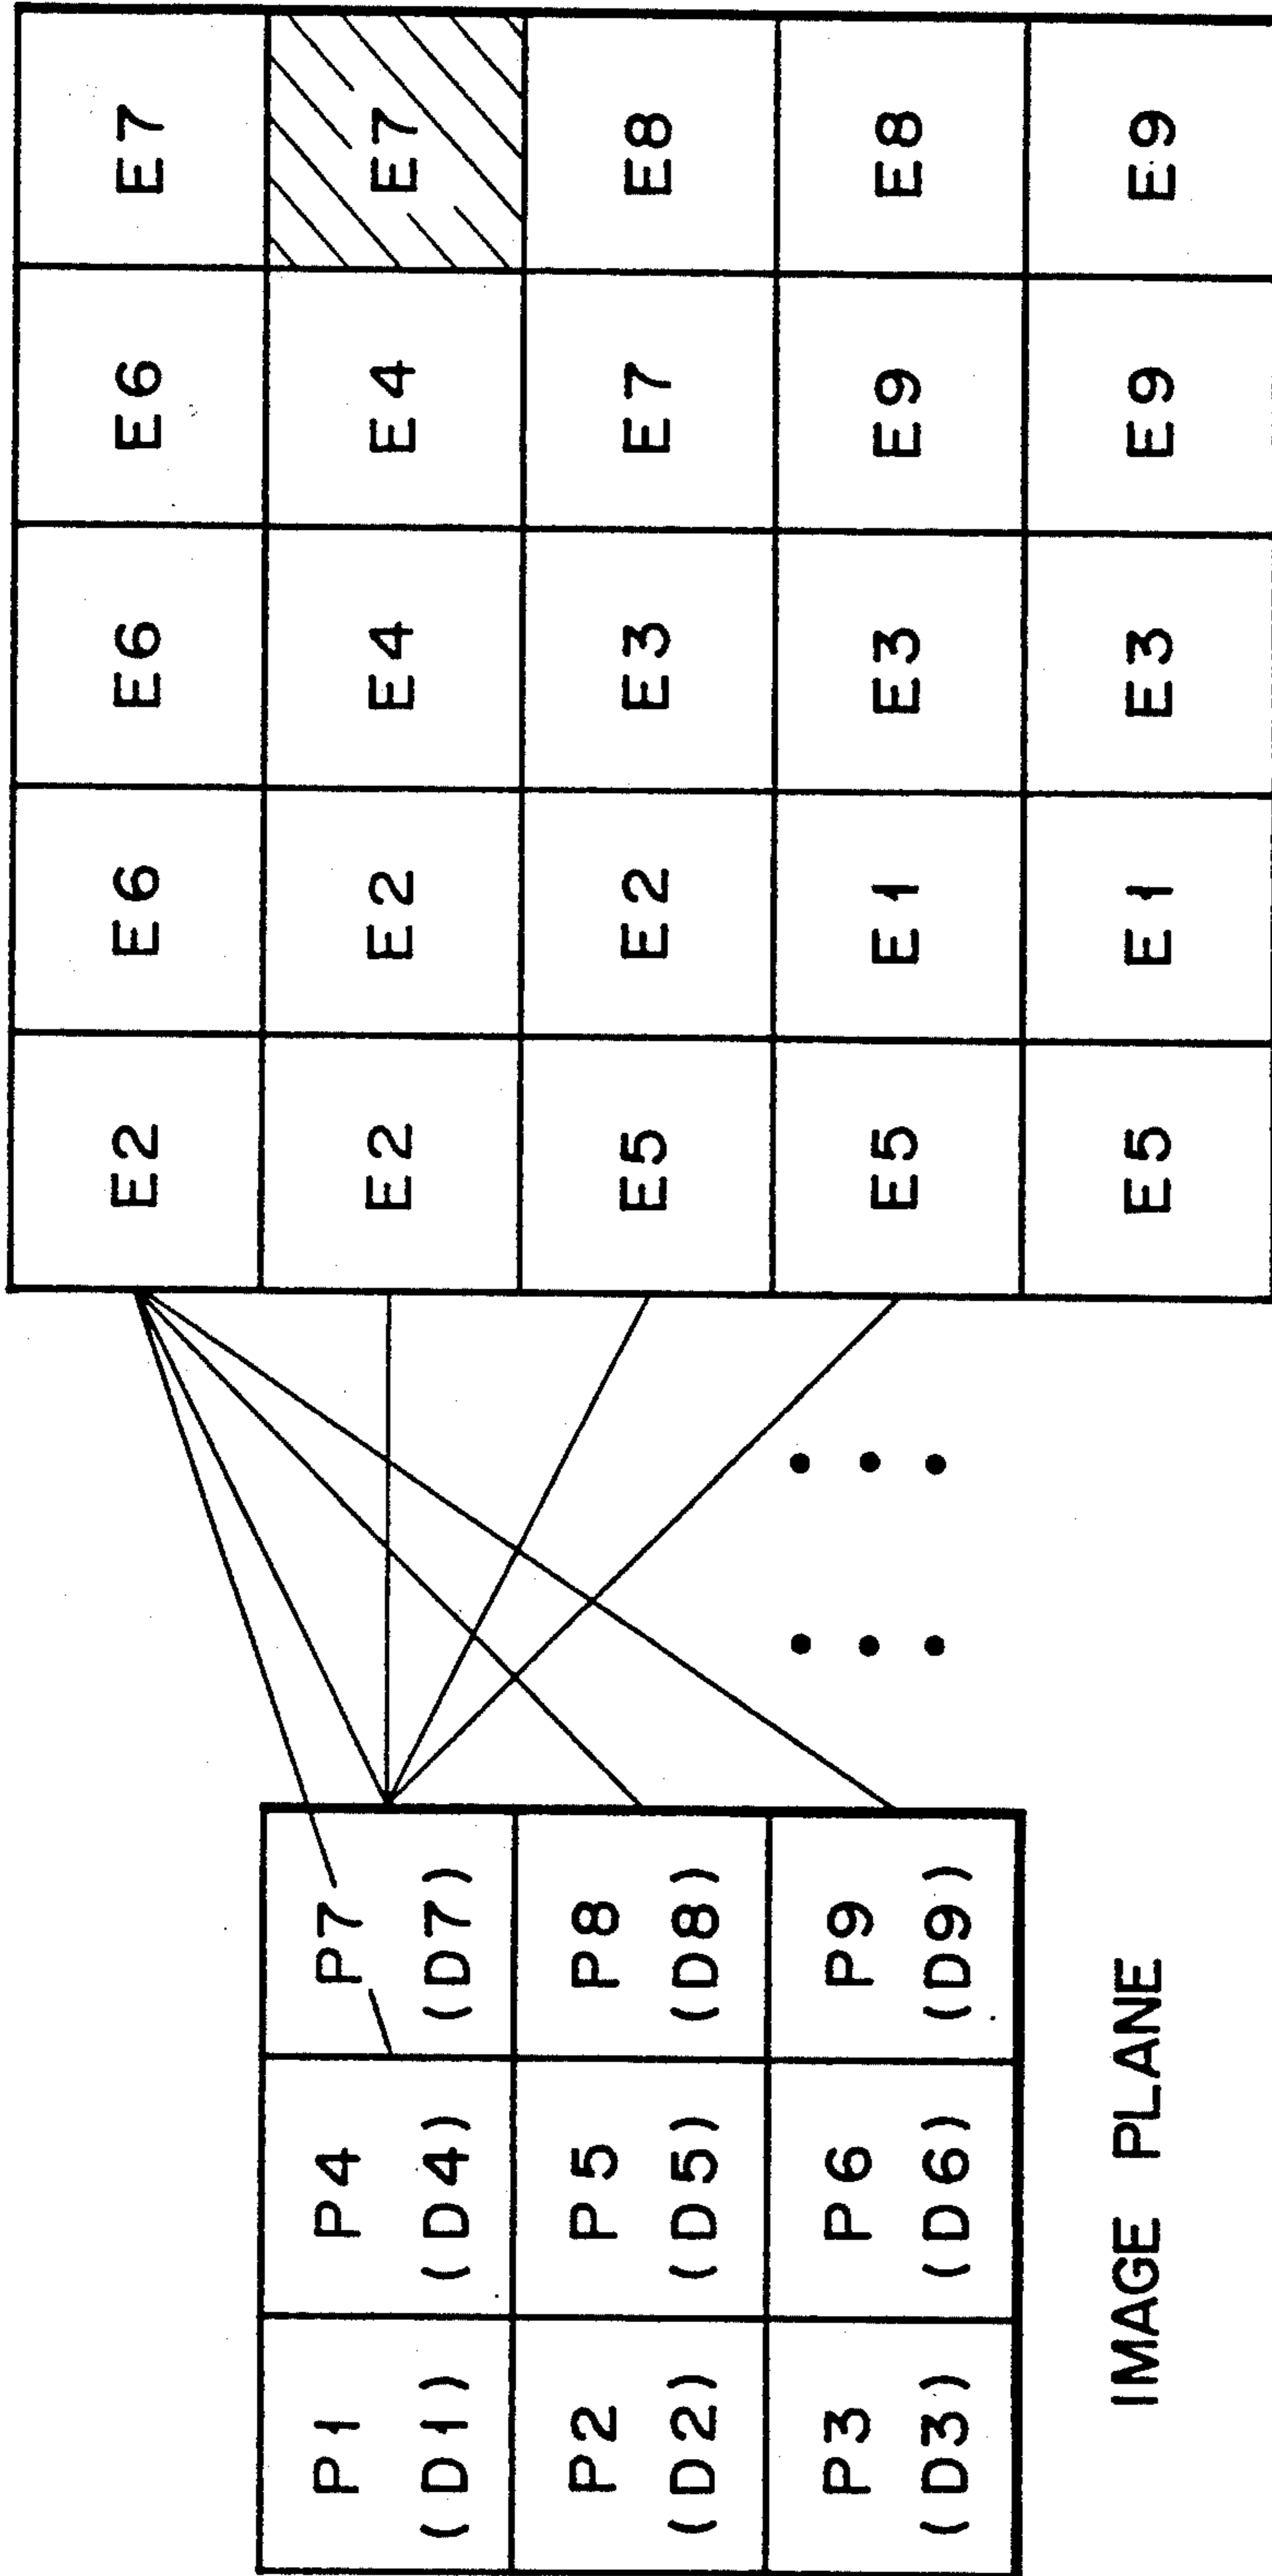 P1 P4 P7
(D1) (D4) (D7)
P2 P5 P8
(D2) (D5) (D8)
P3 P6 P9
(D3) (D6) (D9)
IMAGE PLANE
E2 E6 E6 E6 E7
E2 E2 E4 E4 E7
E5 E2 E3 E7 E8
E5 E1 E3 E9 E8
E5 E1 E3 E9 E9